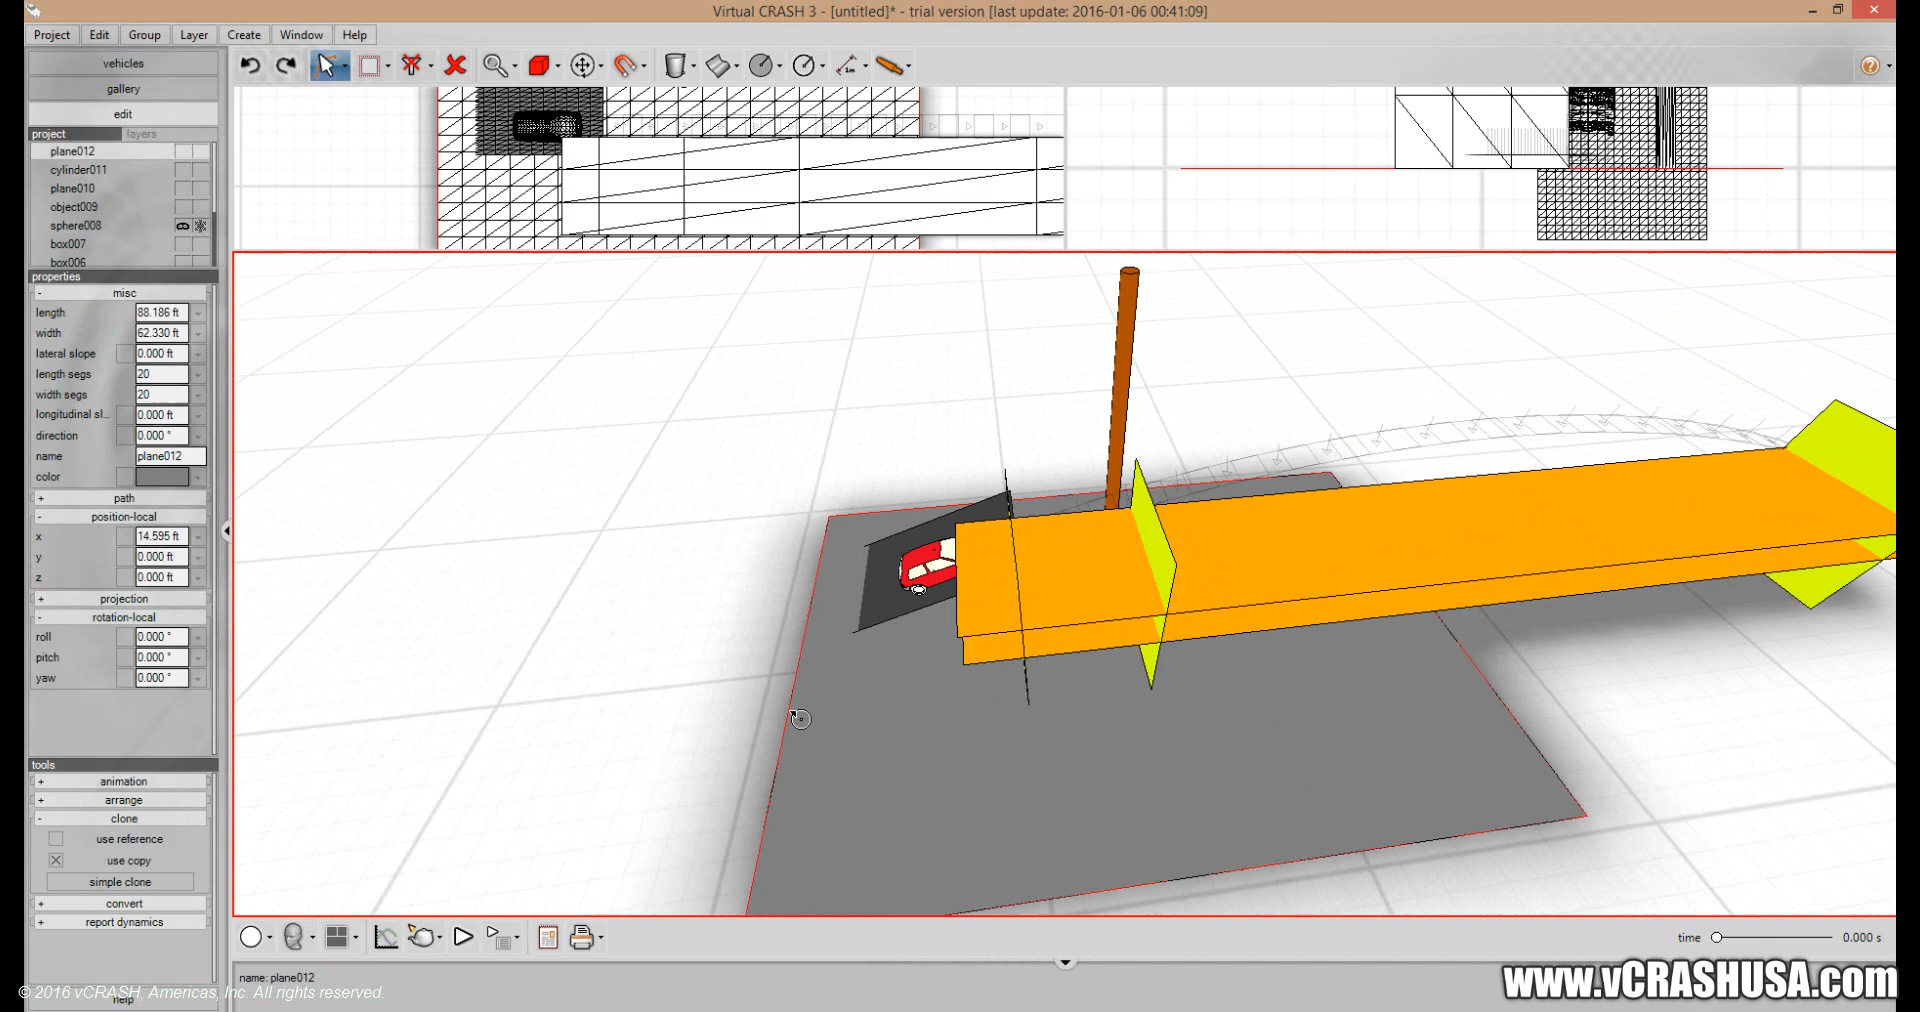 Virtual CRASH 3 - [untitled]* - trial version [last update: 2016-01-06 00:41:09]
Project Edit Group Layer Create Window Help
vehicles
gallery
edit
project layers
plane012
cylinder011
plane010
object009
sphere008
box007
box006
properties
- misc
length 88.186 ft
width 62.330 ft
lateral slope 0.000 ft
length segs 20
width segs 20
longitudinal sl... 0.000 ft
direction 0.000 °
name plane012
color
+ path
- position-local
x 14.595 ft
y 0.000 ft
z 0.000 ft
+ projection
- rotation-local
roll 0.000 °
pitch 0.000 °
yaw 0.000 °
tools
+ animation
+ arrange
- clone
use reference
use copy
simple clone
+ convert
+ report dynamics
help
1m
time 0.000 s
name: plane012
© 2016 vCRASH, Americas, Inc. All rights reserved.
www.vCRASHUSA.com